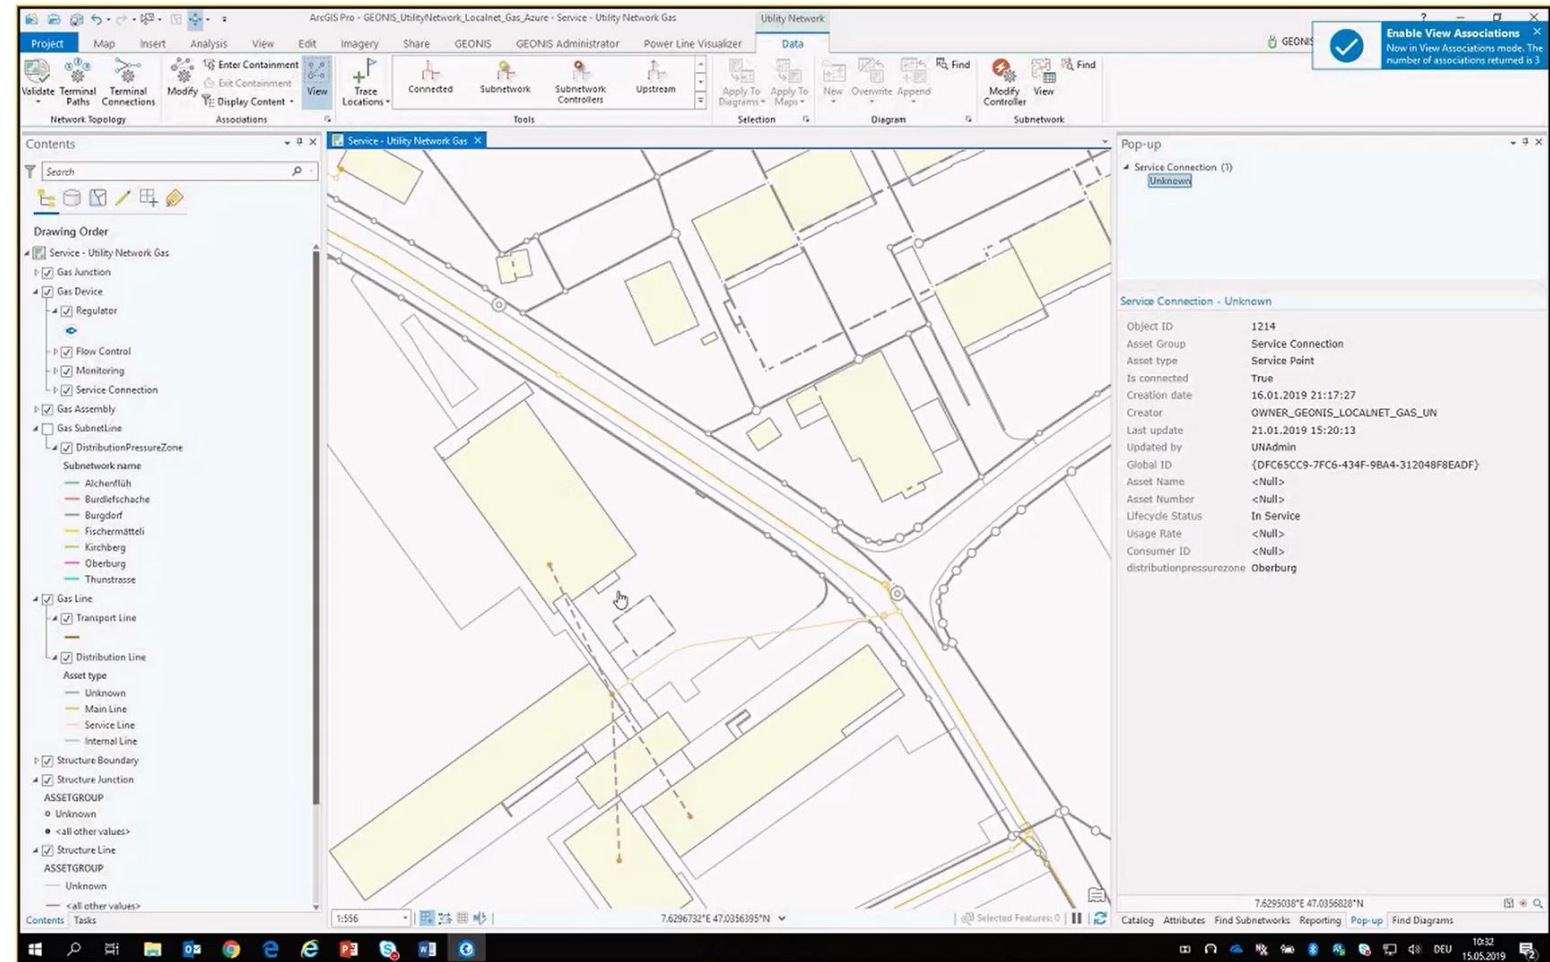 ArcGIS Pro - GEONIS_UtilityNetwork_Localnet_Gas_Azure - Service - Utility Network Gas
Utility Network
?
Project Map Insert Analysis View Edit Imagery Share GEONIS GEONIS Administrator Power Line Visualizer Data
GEONIS
Enable View Associations
Now in View Associations mode. The
number of associations returned is 3
Validate
Terminal
Paths
Terminal
Connections
Network Topology
Modify
Enter Containment
Exit Containment
Display Content
View
Associations
Trace
Locations
Connected
Subnetwork
Subnetwork
Controllers
Upstream
Tools
Apply To
Diagrams
Apply To
Maps
Selection
New
Overwrite
Append
Find
Diagram
Modify
Controller
View
Find
Subnetwork
Contents
Search
Drawing Order
Service - Utility Network Gas
Gas Junction
Gas Device
Regulator
Flow Control
Monitoring
Service Connection
Gas Assembly
Gas SubnetLine
DistributionPressureZone
Subnetwork name
Alchenflüh
Burdlefschache
Burgdorf
Fischermätteli
Kirchberg
Oberburg
Thunstrasse
Gas Line
Transport Line
Distribution Line
Asset type
Unknown
Main Line
Service Line
Internal Line
Structure Boundary
Structure Junction
ASSETGROUP
Unknown
<all other values>
Structure Line
ASSETGROUP
Unknown
<all other values>
Contents Tasks
Service - Utility Network Gas
1:556
7.6296732°E 47.0356395°N
Selected Features: 0
Pop-up
Service Connection (1)
Unknown
Service Connection - Unknown
Object ID 1214
Asset Group Service Connection
Asset type Service Point
Is connected True
Creation date 16.01.2019 21:17:27
Creator OWNER_GEONIS_LOCALNET_GAS_UN
Last update 21.01.2019 15:20:13
Updated by UNAdmin
Global ID {DFC65CC9-7FC6-434F-9BA4-312048F8EADF}
Asset Name <Null>
Asset Number <Null>
Lifecycle Status In Service
Usage Rate <Null>
Consumer ID <Null>
distributionpressurezone Oberburg
7.6295038°E 47.0356828°N
Catalog Attributes Find Subnetworks Reporting Pop-up Find Diagrams
DEU
10:32
15.05.2019
2